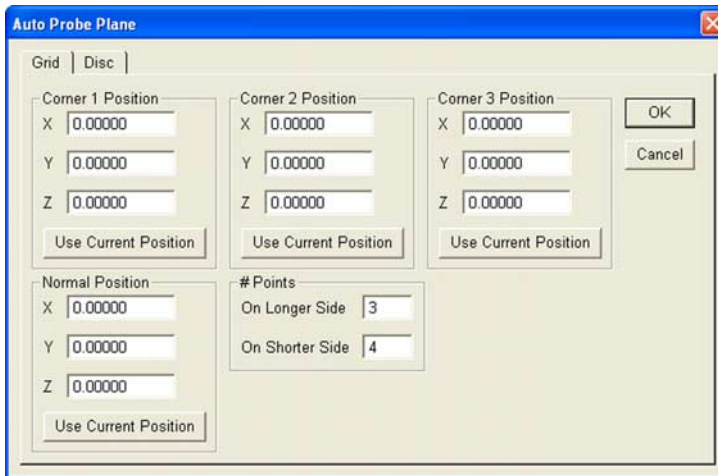 Auto Probe Plane
Grid Disc
Corner 1 Position Corner 2 Position Corner 3 Position
X 0.00000 X 0.00000 X 0.00000 OK
Y 0.00000 Y 0.00000 Y 0.00000 Cancel
Z 0.00000 Z 0.00000 Z 0.00000
Use Current Position Use Current Position Use Current Position
Normal Position # Points
X 0.00000 On Longer Side 3
Y 0.00000 On Shorter Side 4
Z 0.00000
Use Current Position